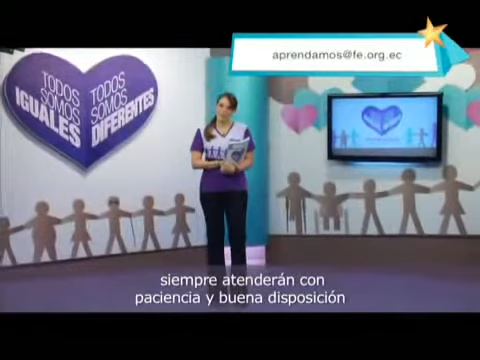 aprendamos@fe.org.ec
TODOS
SOMOS
IGUALES
TODOS
SOMOS
DIFERENTES
siempre atenderán con
paciencia y buena disposición